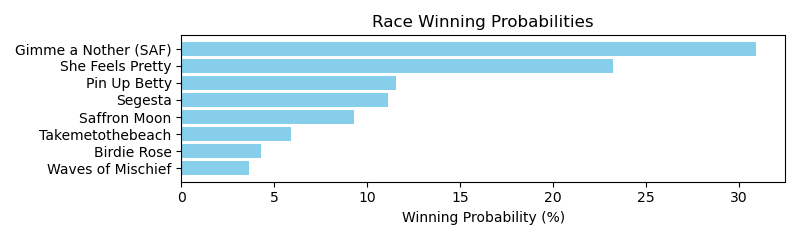 Race Winning Probabilities
Gimme a Nother (SAF)
She Feels Pretty
Pin Up Betty
Segesta
Saffron Moon
Takemetothebeach
Birdie Rose
Waves of Mischief
0 5 10 15 20 25 30
Winning Probability (%)